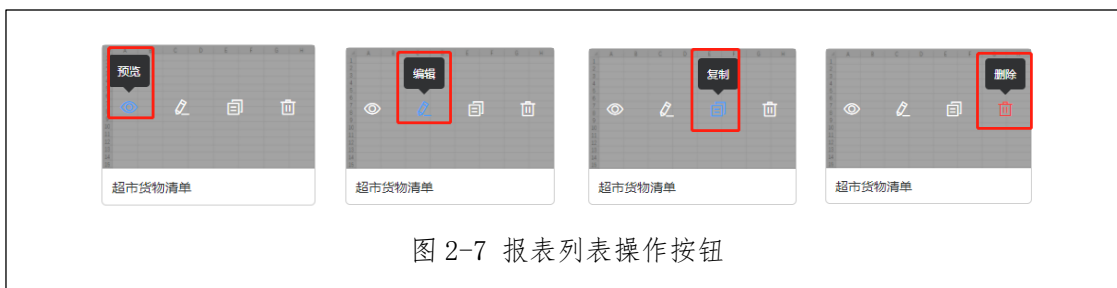 预览
编辑
复制
删除
超市货物清单
超市货物清单
超市货物清单
超市货物清单
图 2-7 报表列表操作按钮